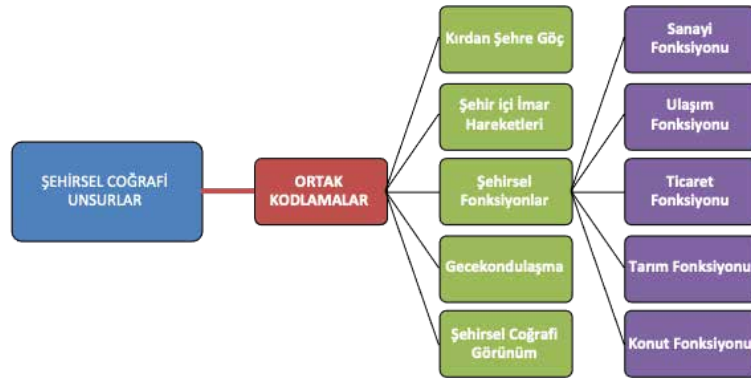 ŞEHİRSEL COĞRAFİ
UNSURLAR
ORTAK
KODLAMALAR
Kırdan Şehre Göç
Şehir içi İmar
Hareketleri
Şehirsel
Fonksiyonlar
Gecekondulaşma
Şehirsel Coğrafi
Görünüm
Sanayi
Fonksiyonu
Ulaşım
Fonksiyonu
Ticaret
Fonksiyonu
Tarım Fonksiyonu
Konut Fonksiyonu